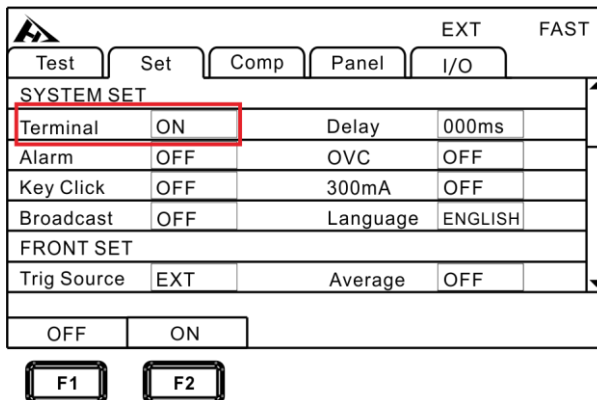 EXT FAST
Test Set Comp Panel I/O
SYSTEM SET
Terminal ON Delay 000ms
Alarm OFF OVC OFF
Key Click OFF 300mA OFF
Broadcast OFF Language ENGLISH
FRONT SET
Trig Source EXT Average OFF
OFF ON
F1 F2